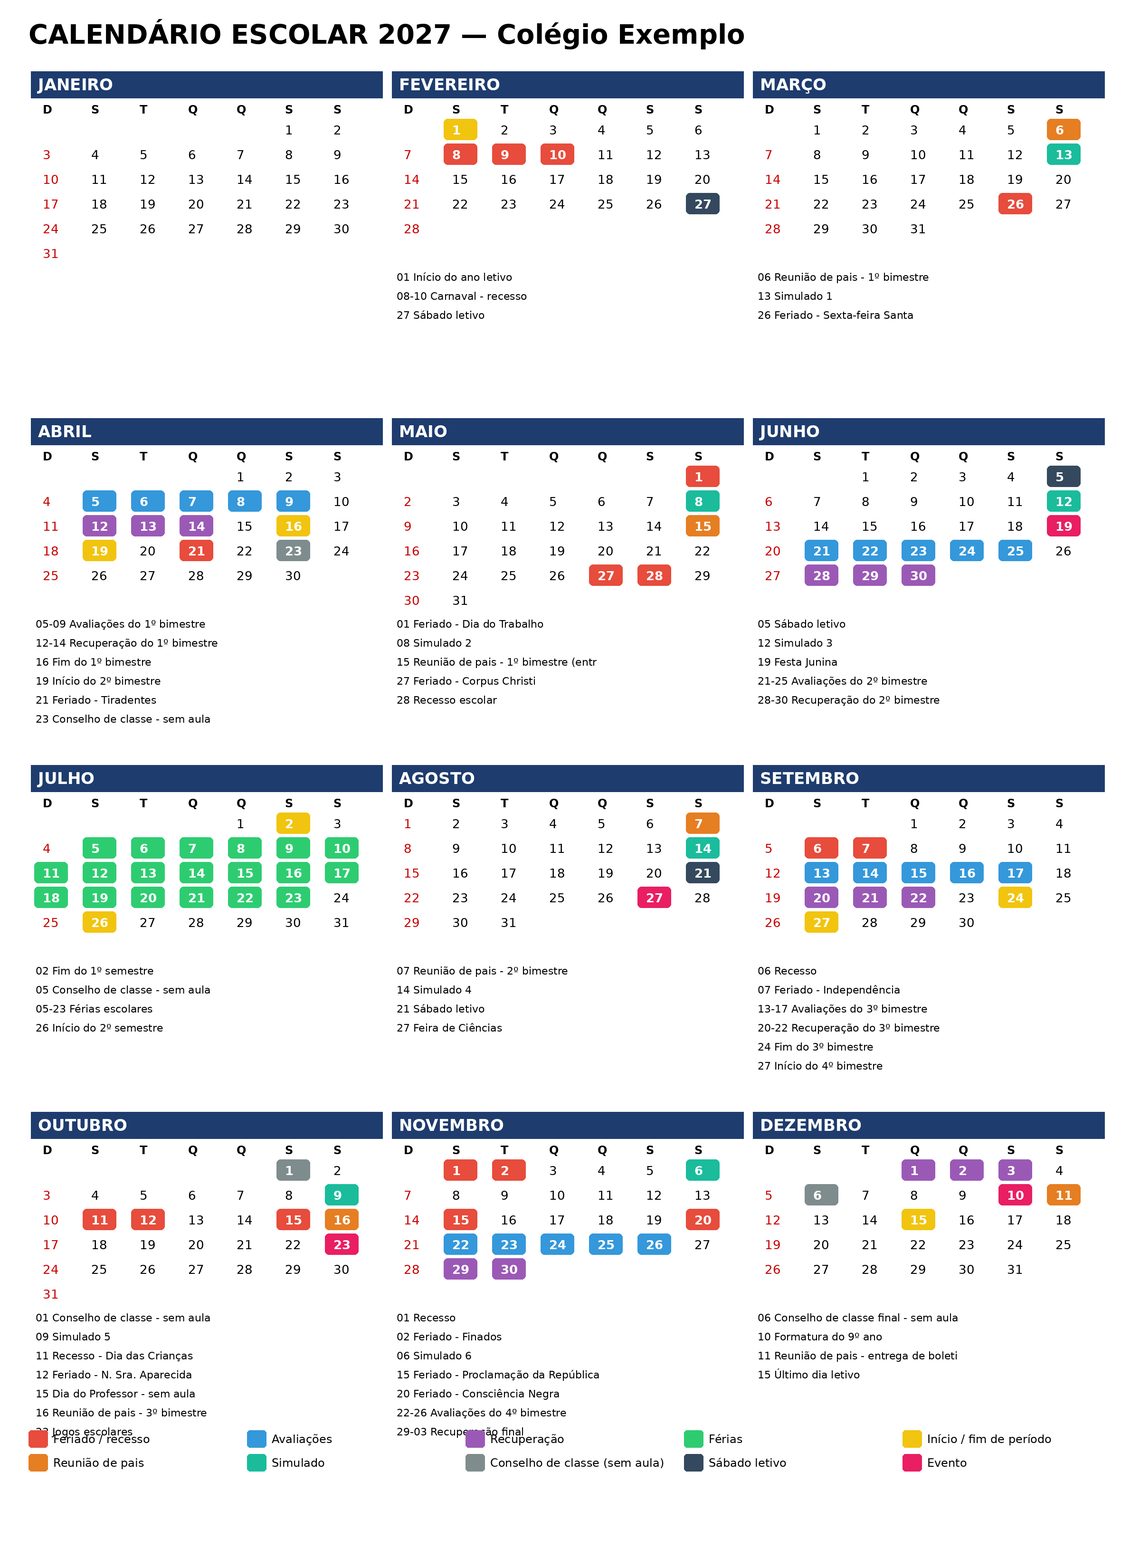 CALENDÁRIO ESCOLAR 2027 — Colégio Exemplo
JANEIRO
D S T Q Q S S
1 2
3 4 5 6 7 8 9
10 11 12 13 14 15 16
17 18 19 20 21 22 23
24 25 26 27 28 29 30
31
FEVEREIRO
D S T Q Q S S
1 2 3 4 5 6
7 8 9 10 11 12 13
14 15 16 17 18 19 20
21 22 23 24 25 26 27
28
01 Início do ano letivo
08-10 Carnaval - recesso
27 Sábado letivo
MARÇO
D S T Q Q S S
1 2 3 4 5 6
7 8 9 10 11 12 13
14 15 16 17 18 19 20
21 22 23 24 25 26 27
28 29 30 31
06 Reunião de pais - 1º bimestre
13 Simulado 1
26 Feriado - Sexta-feira Santa
ABRIL
D S T Q Q S S
1 2 3
4 5 6 7 8 9 10
11 12 13 14 15 16 17
18 19 20 21 22 23 24
25 26 27 28 29 30
05-09 Avaliações do 1º bimestre
12-14 Recuperação do 1º bimestre
16 Fim do 1º bimestre
19 Início do 2º bimestre
21 Feriado - Tiradentes
23 Conselho de classe - sem aula
MAIO
D S T Q Q S S
1
2 3 4 5 6 7 8
9 10 11 12 13 14 15
16 17 18 19 20 21 22
23 24 25 26 27 28 29
30 31
01 Feriado - Dia do Trabalho
08 Simulado 2
15 Reunião de pais - 1º bimestre (entr
27 Feriado - Corpus Christi
28 Recesso escolar
JUNHO
D S T Q Q S S
1 2 3 4 5
6 7 8 9 10 11 12
13 14 15 16 17 18 19
20 21 22 23 24 25 26
27 28 29 30
05 Sábado letivo
12 Simulado 3
19 Festa Junina
21-25 Avaliações do 2º bimestre
28-30 Recuperação do 2º bimestre
JULHO
D S T Q Q S S
1 2 3
4 5 6 7 8 9 10
11 12 13 14 15 16 17
18 19 20 21 22 23 24
25 26 27 28 29 30 31
02 Fim do 1º semestre
05 Conselho de classe - sem aula
05-23 Férias escolares
26 Início do 2º semestre
AGOSTO
D S T Q Q S S
1 2 3 4 5 6 7
8 9 10 11 12 13 14
15 16 17 18 19 20 21
22 23 24 25 26 27 28
29 30 31
07 Reunião de pais - 2º bimestre
14 Simulado 4
21 Sábado letivo
27 Feira de Ciências
SETEMBRO
D S T Q Q S S
1 2 3 4
5 6 7 8 9 10 11
12 13 14 15 16 17 18
19 20 21 22 23 24 25
26 27 28 29 30
06 Recesso
07 Feriado - Independência
13-17 Avaliações do 3º bimestre
20-22 Recuperação do 3º bimestre
24 Fim do 3º bimestre
27 Início do 4º bimestre
OUTUBRO
D S T Q Q S S
1 2
3 4 5 6 7 8 9
10 11 12 13 14 15 16
17 18 19 20 21 22 23
24 25 26 27 28 29 30
31
01 Conselho de classe - sem aula
09 Simulado 5
11 Recesso - Dia das Crianças
12 Feriado - N. Sra. Aparecida
15 Dia do Professor - sem aula
16 Reunião de pais - 3º bimestre
23 Jogos escolares
NOVEMBRO
D S T Q Q S S
1 2 3 4 5 6
7 8 9 10 11 12 13
14 15 16 17 18 19 20
21 22 23 24 25 26 27
28 29 30
01 Recesso
02 Feriado - Finados
06 Simulado 6
15 Feriado - Proclamação da República
20 Feriado - Consciência Negra
22-26 Avaliações do 4º bimestre
29-03 Recuperação final
DEZEMBRO
D S T Q Q S S
1 2 3 4
5 6 7 8 9 10 11
12 13 14 15 16 17 18
19 20 21 22 23 24 25
26 27 28 29 30 31
06 Conselho de classe final - sem aula
10 Formatura do 9º ano
11 Reunião de pais - entrega de boleti
15 Último dia letivo
Feriado / recesso
Avaliações
Recuperação
Férias
Início / fim de período
Reunião de pais
Simulado
Conselho de classe (sem aula)
Sábado letivo
Evento